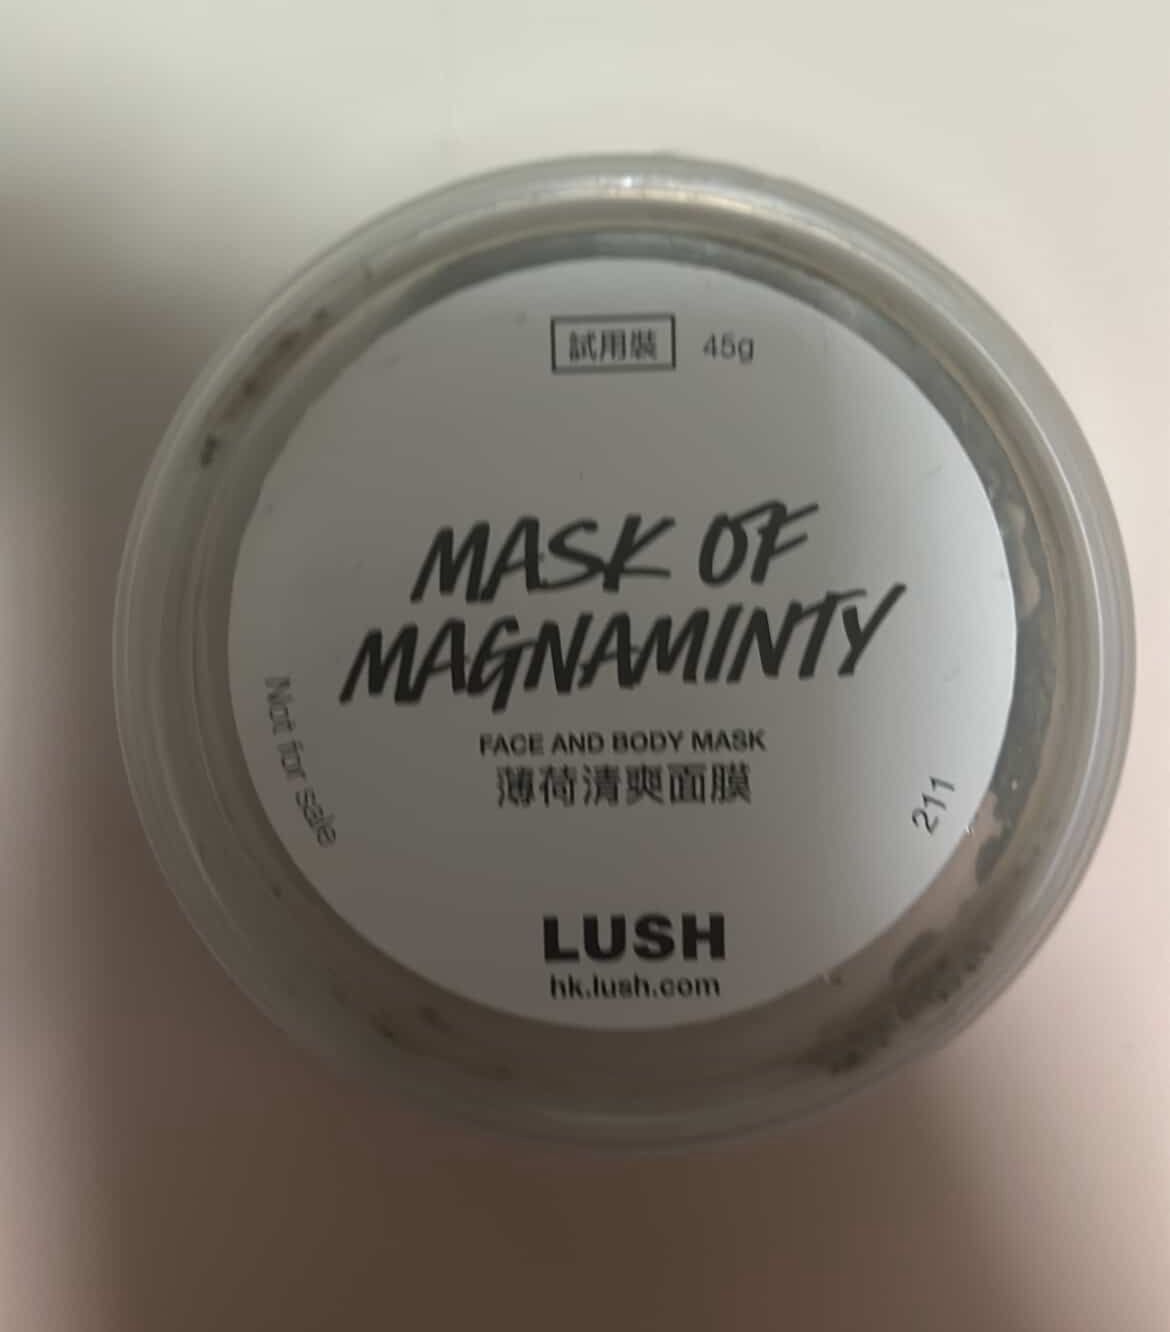 試用裝 45g
MASK OF
MAGNAMINTY
FACE AND BODY MASK
薄荷清爽面膜
Not for sale
211
LUSH
hk.lush.com